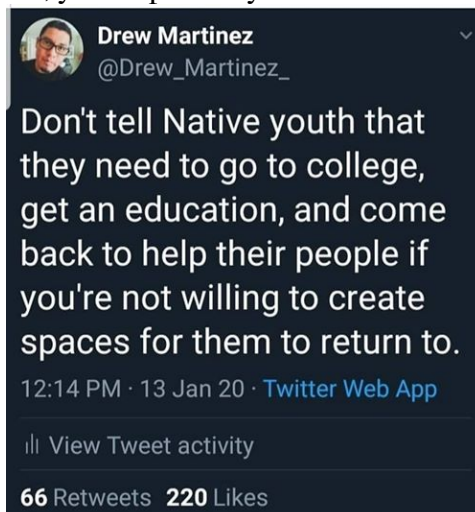 Drew Martinez
@Drew_Martinez_
Don't tell Native youth that
they need to go to college,
get an education, and come
back to help their people if
you're not willing to create
spaces for them to return to.
12:14 PM · 13 Jan 20 · Twitter Web App
View Tweet activity
66 Retweets 220 Likes